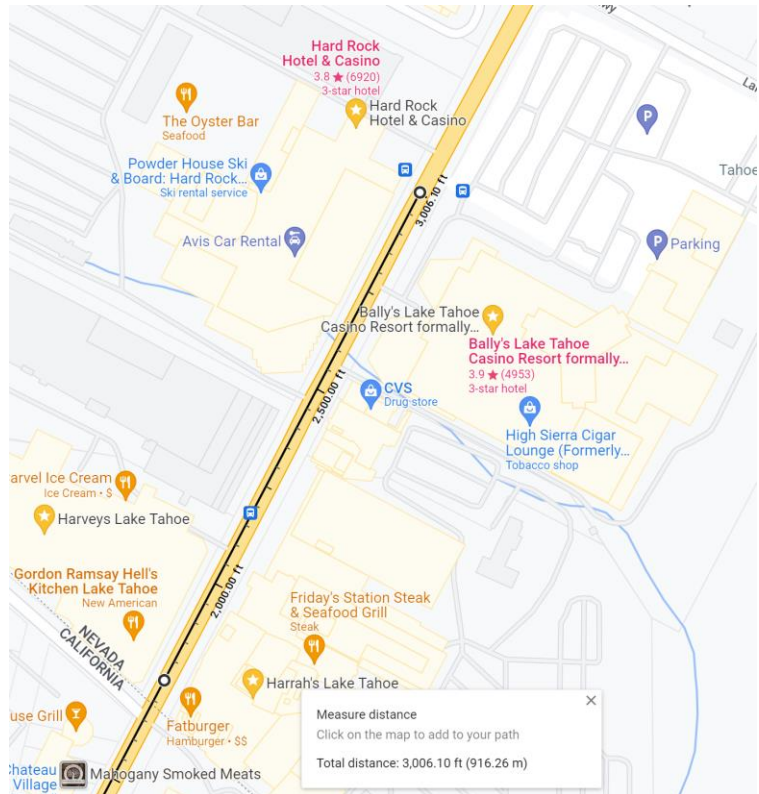 Hard Rock
Hotel & Casino
3.8 ★ (6920)
3-star hotel
Hard Rock
Hotel & Casino
The Oyster Bar
Seafood
P
Powder House Ski
& Board: Hard Rock...
Ski rental service
Tahoe
3,006.10 ft
Avis Car Rental
P
Parking
Bally's Lake Tahoe
Casino Resort formally...
Bally's Lake Tahoe
Casino Resort formally...
3.9 ★ (4953)
3-star hotel
CVS
Drug store
2,500.00 ft
High Sierra Cigar
Lounge (Formerly...
Tobacco shop
arvel Ice Cream
Ice Cream • $
Harveys Lake Tahoe
Gordon Ramsay Hell's
Kitchen Lake Tahoe
New American
2,000.00 ft
Friday's Station Steak
& Seafood Grill
Steak
NEVADA
CALIFORNIA
Harrah's Lake Tahoe
use Grill
Fatburger
Hamburger • $$
Chateau
Village
Mahogany Smoked Meats
Measure distance
Click on the map to add to your path
Total distance: 3,006.10 ft (916.26 m)